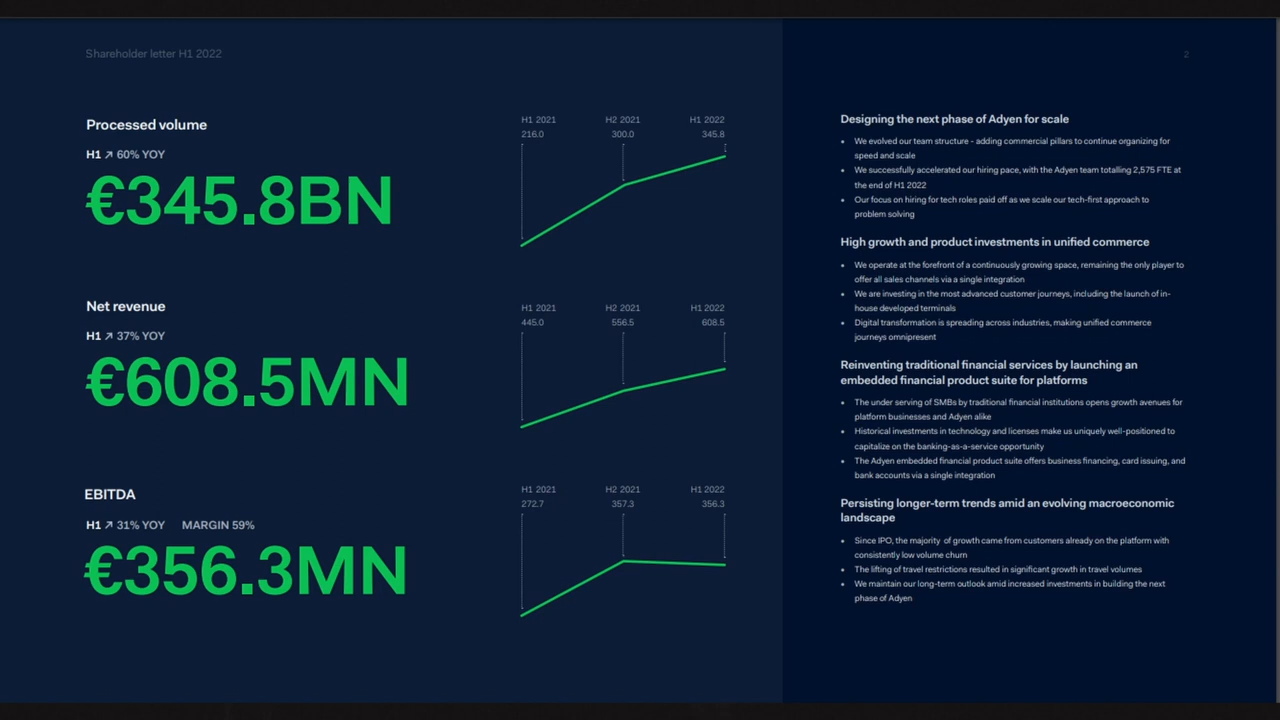 Shareholder letter H1 2022
2
Processed volume
H1 ↗ 60% YOY
€345.8BN
H1 2021 H2 2021 H1 2022
216.0 300.0 345.8
Net revenue
H1 ↗ 37% YOY
€608.5MN
H1 2021 H2 2021 H1 2022
445.0 556.5 608.5
EBITDA
H1 ↗ 31% YOY MARGIN 59%
€356.3MN
H1 2021 H2 2021 H1 2022
272.7 357.3 356.3
Designing the next phase of Adyen for scale
• We evolved our team structure - adding commercial pillars to continue organizing for
speed and scale
• We successfully accelerated our hiring pace, with the Adyen team totalling 2,575 FTE at
the end of H1 2022
• Our focus on hiring for tech roles paid off as we scale our tech-first approach to
problem solving
High growth and product investments in unified commerce
• We operate at the forefront of a continuously growing space, remaining the only player to
offer all sales channels via a single integration
• We are investing in the most advanced customer journeys, including the launch of in-
house developed terminals
• Digital transformation is spreading across industries, making unified commerce
journeys omnipresent
Reinventing traditional financial services by launching an
embedded financial product suite for platforms
• The under serving of SMBs by traditional financial institutions opens growth avenues for
platform businesses and Adyen alike
• Historical investments in technology and licenses make us uniquely well-positioned to
capitalize on the banking-as-a-service opportunity
• The Adyen embedded financial product suite offers business financing, card issuing, and
bank accounts via a single integration
Persisting longer-term trends amid an evolving macroeconomic
landscape
• Since IPO, the majority of growth came from customers already on the platform with
consistently low volume churn
• The lifting of travel restrictions resulted in significant growth in travel volumes
• We maintain our long-term outlook amid increased investments in building the next
phase of Adyen